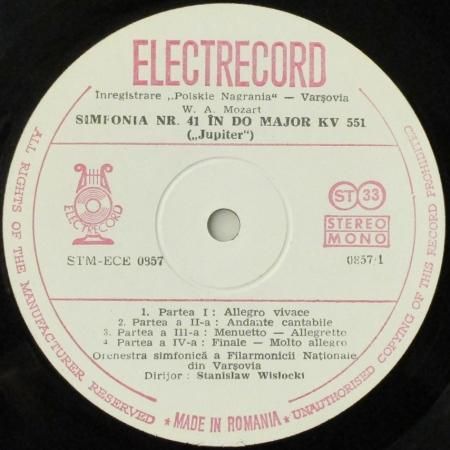 ELECTRECORD
Inregistrare „Polskie Nagrania“ — Varşovia
W. A. Mozart
SIMFONIA NR. 41 ÎN DO MAJOR KV 551
(„Jupiter“)
ELECTRECORD
ST 33
STEREO
MONO
STM-ECE 0857
0857/1
1. Partea I : Allegro vivace
2. Partea a II-a : Andante cantabile
3. Partea a III-a : Menuetto — Allegretto
4 Partea a IV-a : Finale — Molto allegro
Orchestra simfonică a Filarmonicii Naţionale
din Varşovia
Dirijor : Stanislaw Wislocki
ALL RIGHTS OF THE MANUFACTURER RESERVED * MADE IN ROMANIA * UNAUTHORISED COPYING OF THIS RECORD PROHIBITED